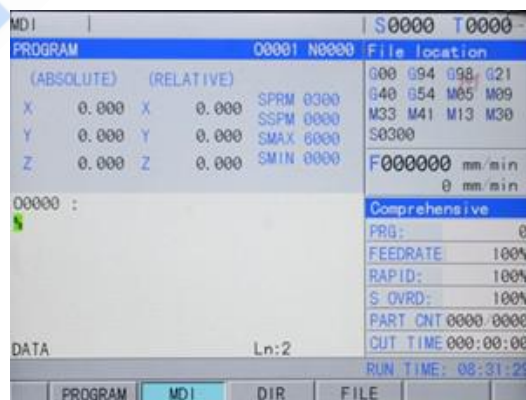 MDI S0000 T0000
PROGRAM O0001 N0000 File location
(ABSOLUTE) (RELATIVE)
G00 G94 G98 G21
G40 G54 M05 M09
M33 M41 M13 M30
S0300
X 0.000 X 0.000
Y 0.000 Y 0.000
Z 0.000 Z 0.000
SPRM 0300
SSPM 0000
SMAX 6000
SMIN 0000
F000000 mm/min
0 mm/min
O0000 :
%
Comprehensive
PRG: 0
FEEDRATE 100%
RAPID: 100%
S OVRD: 100%
PART CNT 0000/0000
CUT TIME 000:00:00
DATA Ln:2
RUN TIME: 08:31:29
PROGRAM MDI DIR FILE